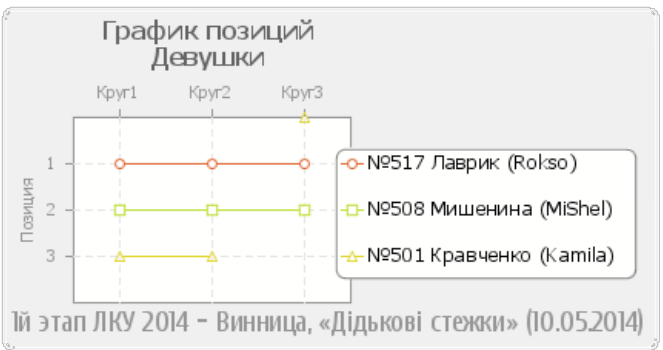 График позиций
Девушки
Круг1 Круг2 Круг3
Позиция
1
2
3
№517 Лаврик (Rokso)
№508 Мишенина (MiShel)
№501 Кравченко (Kamila)
1й этап ЛКУ 2014 - Винница, «Дідькові стежки» (10.05.2014)